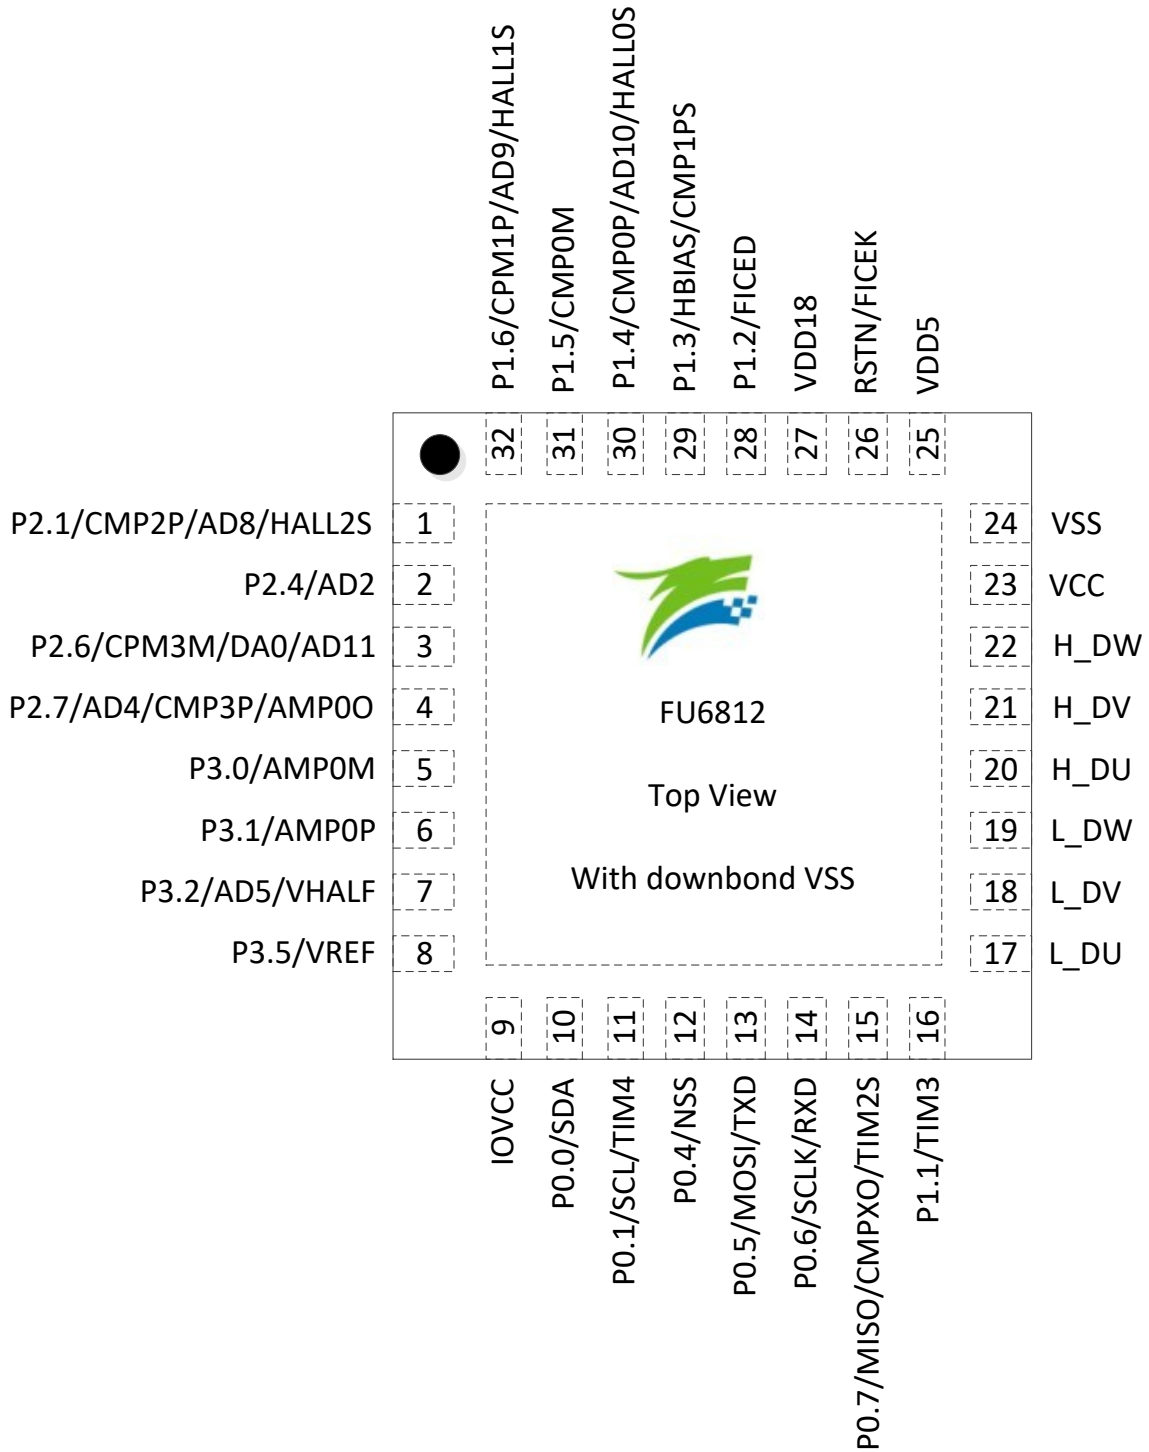 P1.6/CPM1P/AD9/HALL1S
P1.5/CMP0M
P1.4/CMP0P/AD10/HALL0S
P1.3/HBIAS/CMP1PS
P1.2/FICED
VDD18
RSTN/FICEK
VDD5
32
31
30
29
28
27
26
25
P2.1/CMP2P/AD8/HALL2S 1
P2.4/AD2 2
P2.6/CPM3M/DA0/AD11 3
P2.7/AD4/CMP3P/AMP0O 4
P3.0/AMP0M 5
P3.1/AMP0P 6
P3.2/AD5/VHALF 7
P3.5/VREF 8
FU6812
Top View
With downbond VSS
24 VSS
23 VCC
22 H_DW
21 H_DV
20 H_DU
19 L_DW
18 L_DV
17 L_DU
9
10
11
12
13
14
15
16
IOVCC
P0.0/SDA
P0.1/SCL/TIM4
P0.4/NSS
P0.5/MOSI/TXD
P0.6/SCLK/RXD
P0.7/MISO/CMPXO/TIM2S
P1.1/TIM3